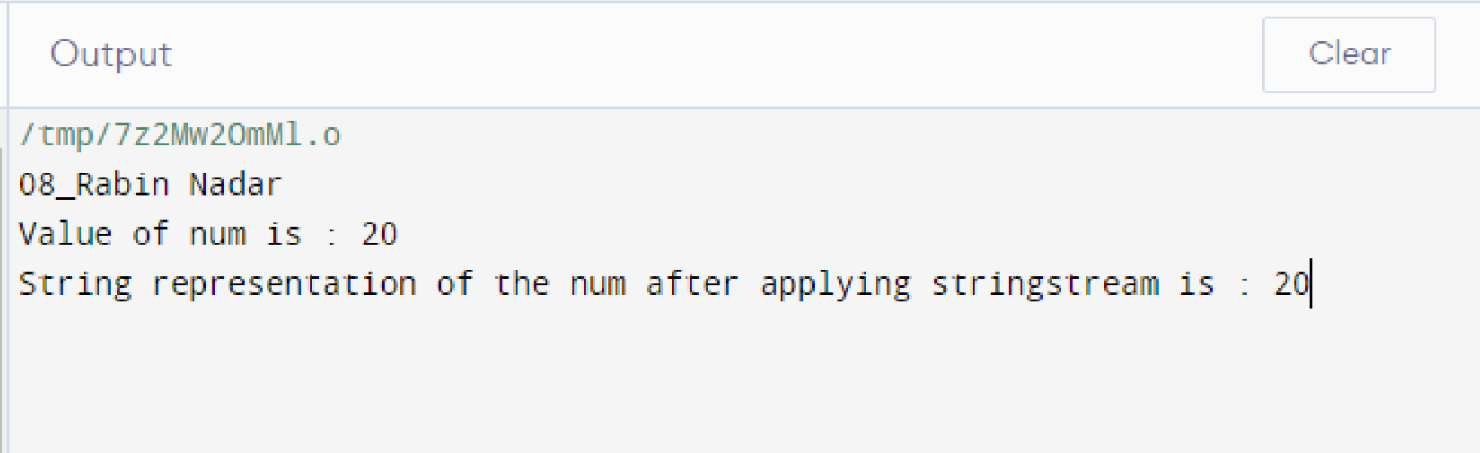 Output
Clear
/tmp/7z2Mw2OmMl.o
08_Rabin Nadar
Value of num is : 20
String representation of the num after applying stringstream is : 20